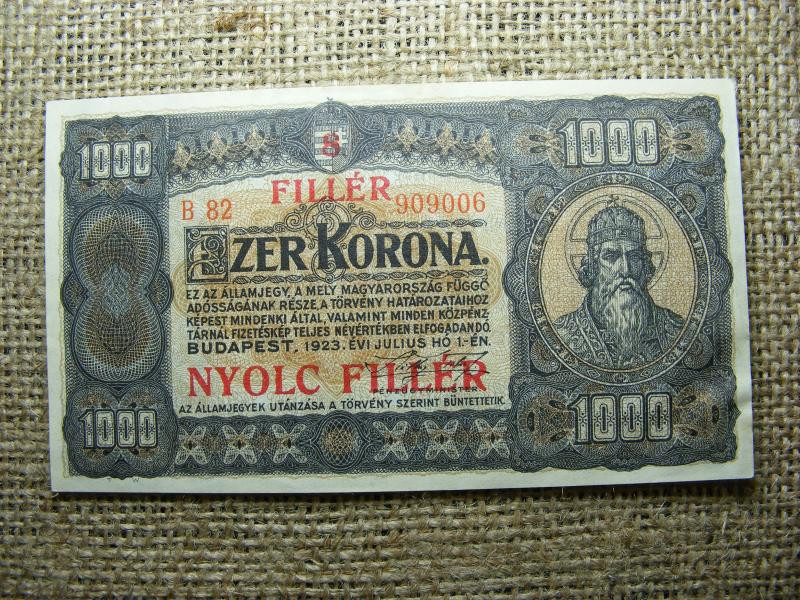 1000
1000
8
FILLÉR
B 82
909006
EZER KORONA.
EZ AZ ÁLLAMJEGY, A MELY MAGYARORSZÁG FÜGGŐ
ADÓSSÁGÁNAK RÉSZE, A TÖRVÉNY HATÁROZATAIHOZ
KÉPEST MINDENKI ÁLTAL, VALAMINT MINDEN KÖZPÉNZ-
TÁRNÁL FIZETÉSKÉP TELJES NÉVÉRTÉKBEN ELFOGADANDÓ.
BUDAPEST, 1923. ÉVI JULIUS HÓ 1.-ÉN.
NYOLC FILLÉR
PÉNZÜGYMINISTER
AZ ÁLLAMJEGYEK UTÁNZÁSA A TÖRVÉNY SZERINT BÜNTETTETIK.
1000
1000